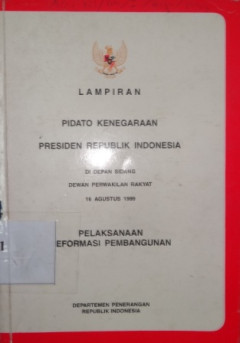 LAMPIRAN
PIDATO KENEGARAAN
PRESIDEN REPUBLIK INDONESIA
DI DEPAN SIDANG
DEWAN PERWAKILAN RAKYAT
16 AGUSTUS
PELAKSANAAN
EFORMASI PEMBANGUNAN
DEPARTEMEN PENERANGAN
REPUBLIK INDONESIA